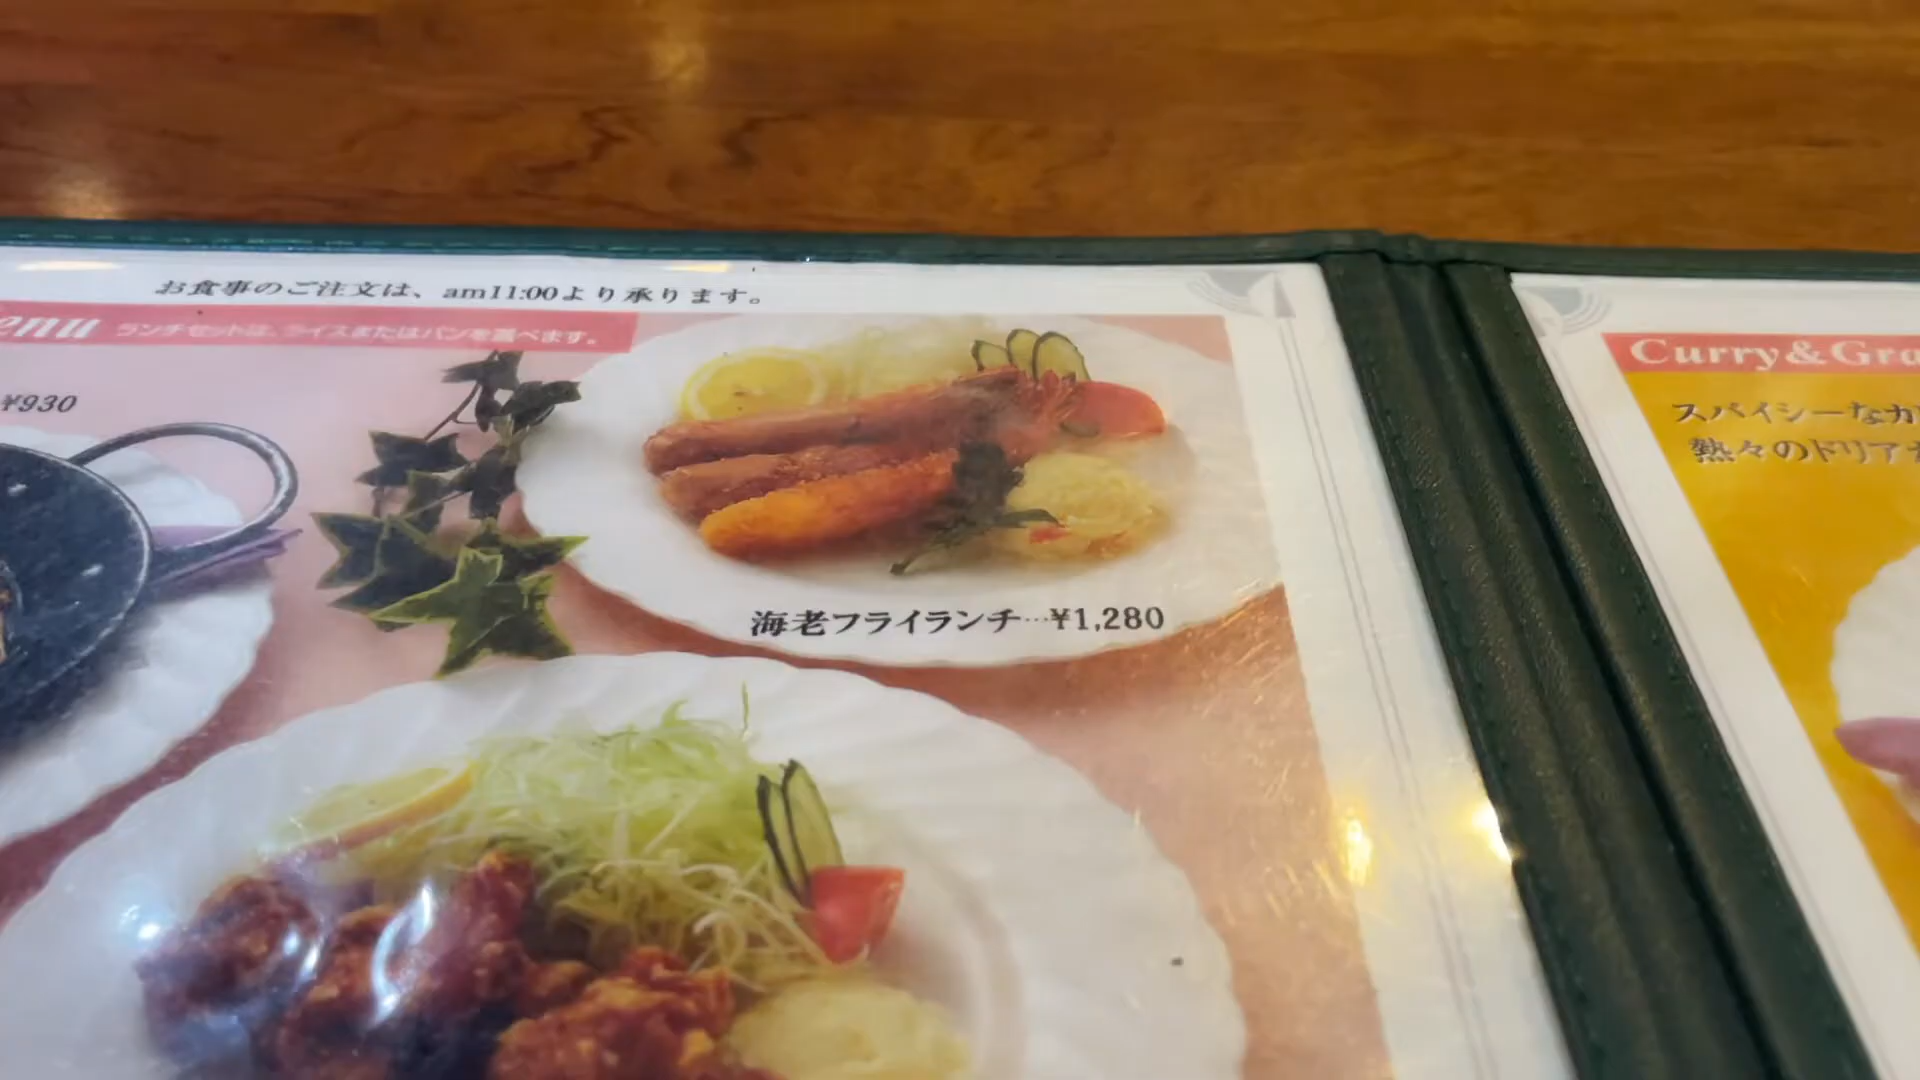 お食事のご注文は、am11:00より承ります。
enu ランチセットは、ライスまたはパンを選べます。
¥930
海老フライランチ…¥1,280
Curry&Gra
スパイシーなカ
熱々のドリア